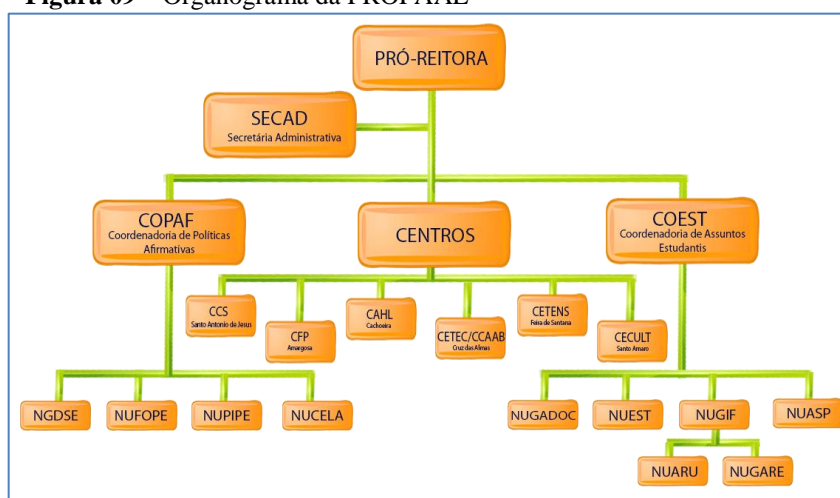 Figura 09 – Organograma da PROPAAE
PRÓ-REITORA
SECAD
Secretária Administrativa
COPAF
Coordenadoria de Políticas
Afirmativas
CENTROS
COEST
Coordenadoria de Assuntos
Estudantis
CCS
Santo Antonio de Jesus
CFP
Amargosa
CAHL
Cachoeira
CETEC/CCAAB
Cruz das Almas
CETENS
Feira de Santana
CECULT
Santo Amaro
NGDSE
NUFOPE
NUPIPE
NUCELA
NUGADOC
NUEST
NUGIF
NUASP
NUARU
NUGARE